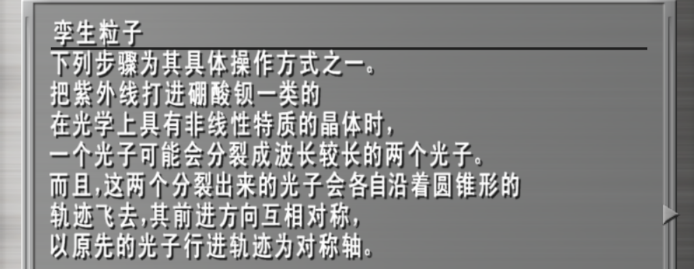 孪生粒子
下列步骤为其具体操作方式之一。
把紫外线打进硼酸钡一类的
在光学上具有非线性特质的晶体时,
一个光子可能会分裂成波长较长的两个光子。
而且,这两个分裂出来的光子会各自沿着圆锥形的
轨迹飞去,其前进方向互相对称,
以原先的光子行进轨迹为对称轴。